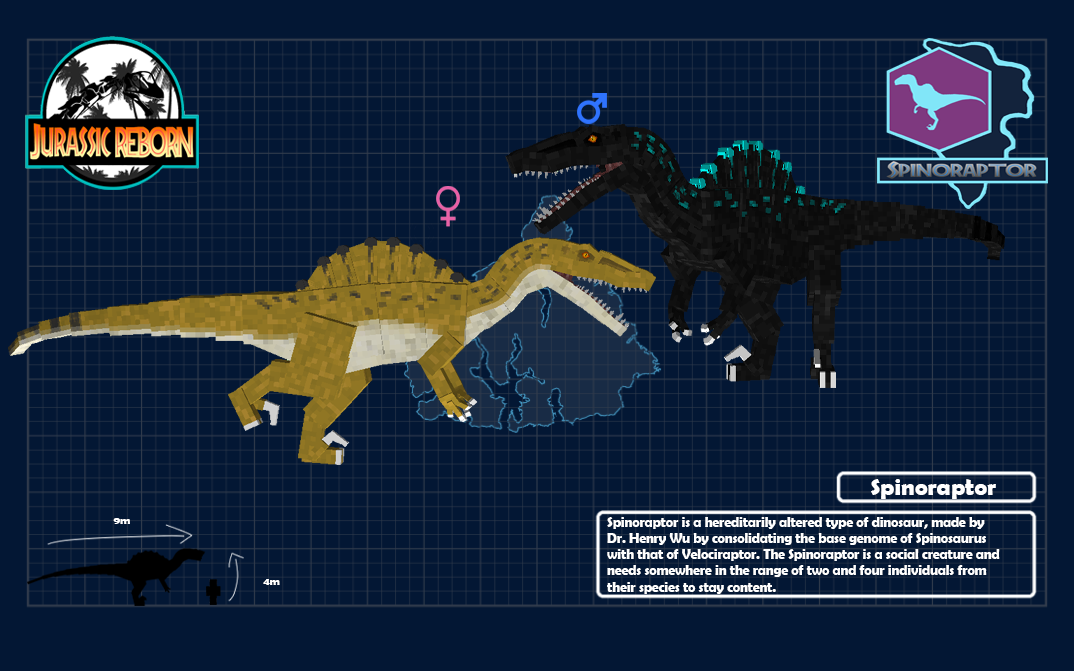 JURASSIC REBORN
SPINORAPTOR
Spinoraptor
Spinoraptor is a hereditarily altered type of dinosaur, made by
Dr. Henry Wu by consolidating the base genome of Spinosaurus
with that of Velociraptor. The Spinoraptor is a social creature and
needs somewhere in the range of two and four individuals from
their species to stay content.
9m
4m